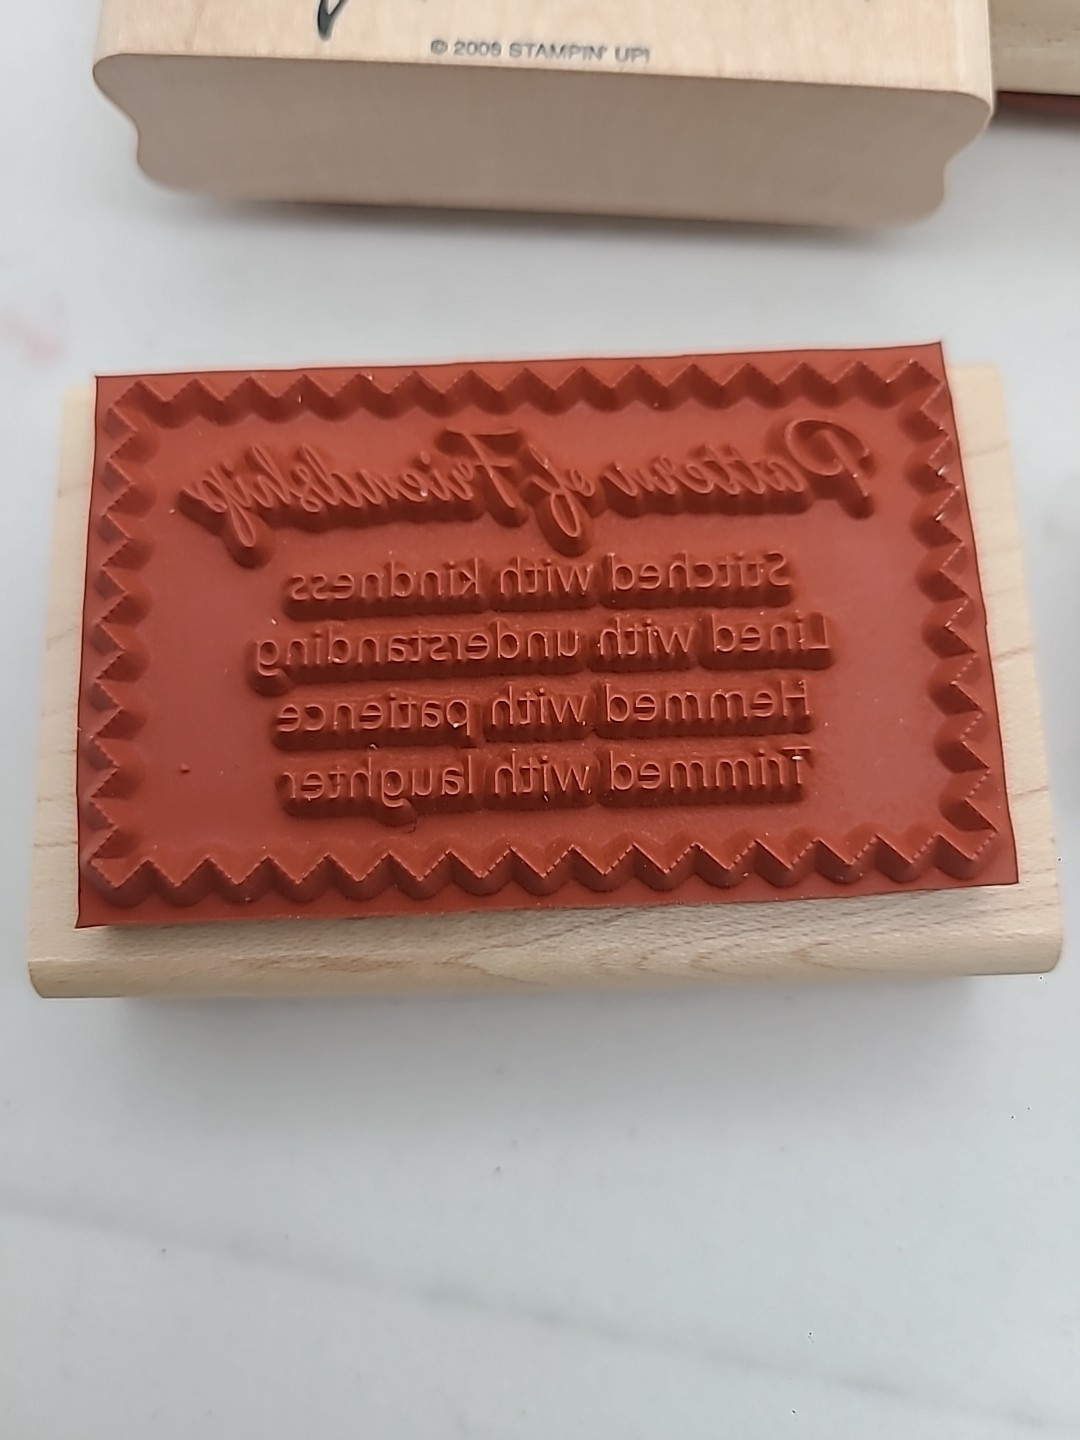 © 2006 STAMPIN' UP!
Pattern of Friendship
Stitched with kindness
Lined with understanding
Hemmed with patience
Trimmed with laughter